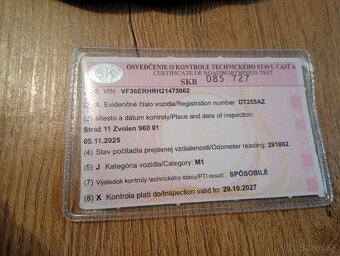 OSVEDČENIE O KONTROLE TECHNICKÉHO STAVU ČASŤ A
CERTIFICATE OF ROADWORTHINESS TEST
SKB 085 727
E VIN: VF36ERHRH21475062
A Evidenčné číslo vozidla/Registration number: DT255AZ
(2) Miesto a dátum kontroly/Place and date of inspection:
Stráž 11 Zvolen 960 01
05.11.2025
(4) Stav počítadla prejdenej vzdialenosti/Odometer reading: 291862
(5) J Kategória vozidla/Category: M1
(7) Výsledok kontroly technického stavu/PTI result: SPÔSOBILÉ
(8) X Kontrola platí do/Inspection valid to: 29.10.2027